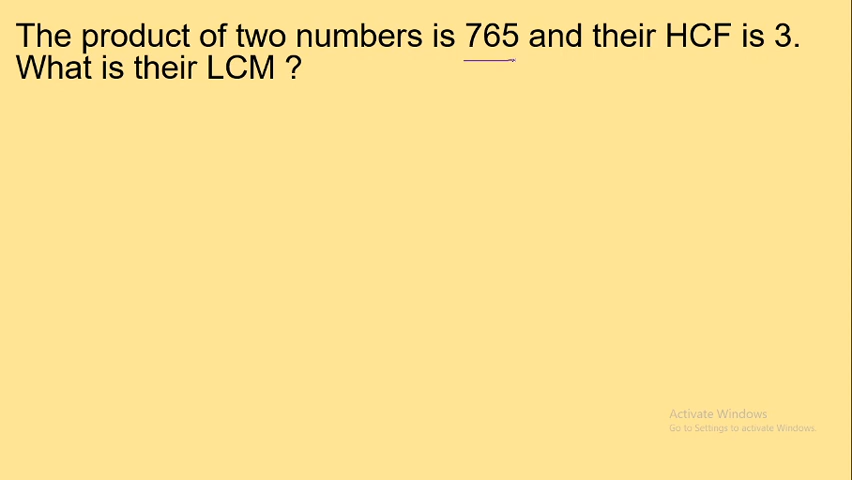 The product of two numbers is 765 and their HCF is 3.
What is their LCM ?
Activate Windows
Go to Settings to activate Windows.